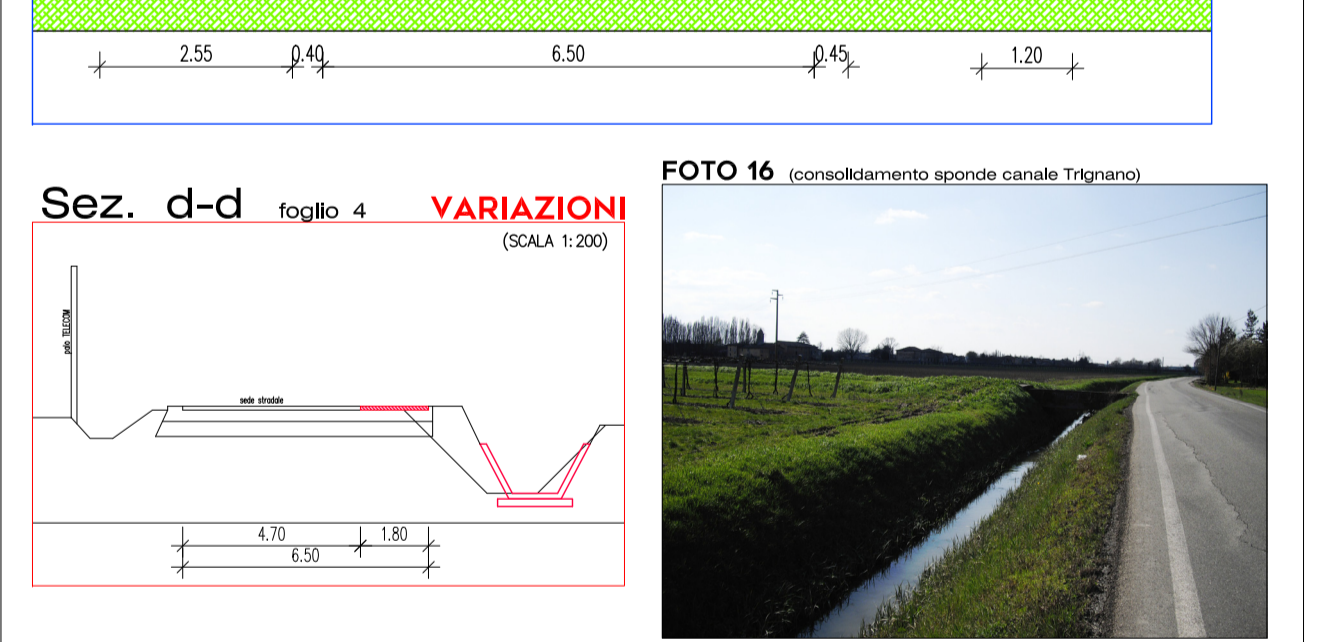 2.55 0.40 6.50 0.45 1.20
FOTO 16 (consolidamento sponde canale Trignano)
Sez. d-d foglio 4 VARIAZIONI
(SCALA 1:200)
palo TELECOM
sede stradale
4.70 1.80
6.50